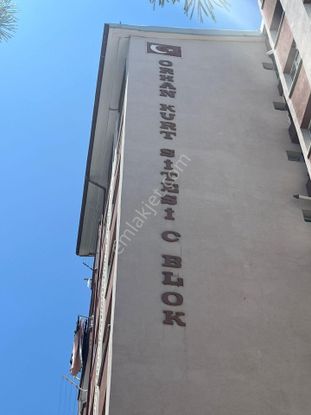 ORHAN KURT SİTESİ C BLOK
emlakjet.com